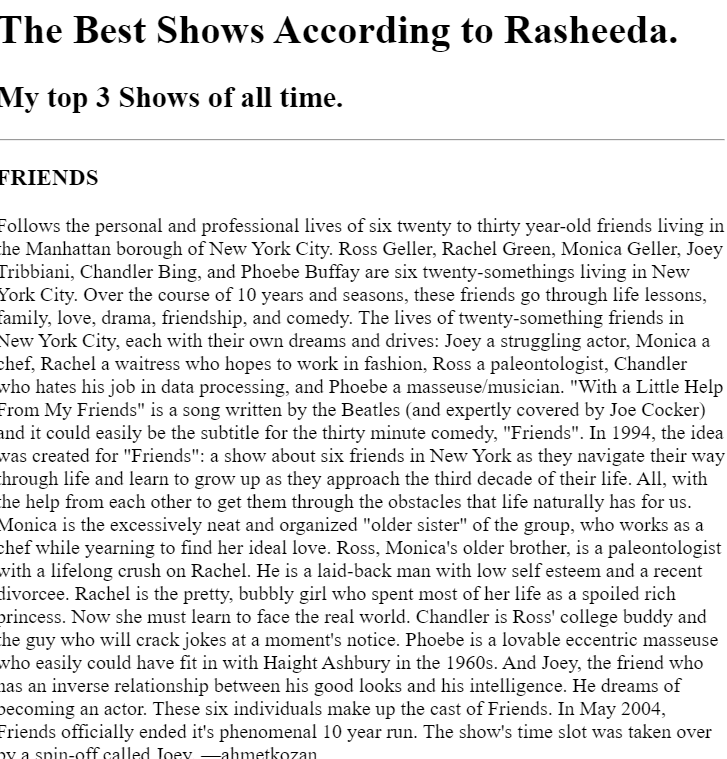 The Best Shows According to Rasheeda.
My top 3 Shows of all time.
FRIENDS
Follows the personal and professional lives of six twenty to thirty year-old friends living in
the Manhattan borough of New York City. Ross Geller, Rachel Green, Monica Geller, Joey
Tribbiani, Chandler Bing, and Phoebe Buffay are six twenty-somethings living in New
York City. Over the course of 10 years and seasons, these friends go through life lessons,
family, love, drama, friendship, and comedy. The lives of twenty-something friends in
New York City, each with their own dreams and drives: Joey a struggling actor, Monica a
chef, Rachel a waitress who hopes to work in fashion, Ross a paleontologist, Chandler
who hates his job in data processing, and Phoebe a masseuse/musician. "With a Little Help
From My Friends" is a song written by the Beatles (and expertly covered by Joe Cocker)
and it could easily be the subtitle for the thirty minute comedy, "Friends". In 1994, the idea
was created for "Friends": a show about six friends in New York as they navigate their way
through life and learn to grow up as they approach the third decade of their life. All, with
the help from each other to get them through the obstacles that life naturally has for us.
Monica is the excessively neat and organized "older sister" of the group, who works as a
chef while yearning to find her ideal love. Ross, Monica's older brother, is a paleontologist
with a lifelong crush on Rachel. He is a laid-back man with low self esteem and a recent
divorcee. Rachel is the pretty, bubbly girl who spent most of her life as a spoiled rich
princess. Now she must learn to face the real world. Chandler is Ross' college buddy and
the guy who will crack jokes at a moment's notice. Phoebe is a lovable eccentric masseuse
who easily could have fit in with Haight Ashbury in the 1960s. And Joey, the friend who
has an inverse relationship between his good looks and his intelligence. He dreams of
becoming an actor. These six individuals make up the cast of Friends. In May 2004,
Friends officially ended it's phenomenal 10 year run. The show's time slot was taken over
by a spin-off called Joey. —ahmetkozan